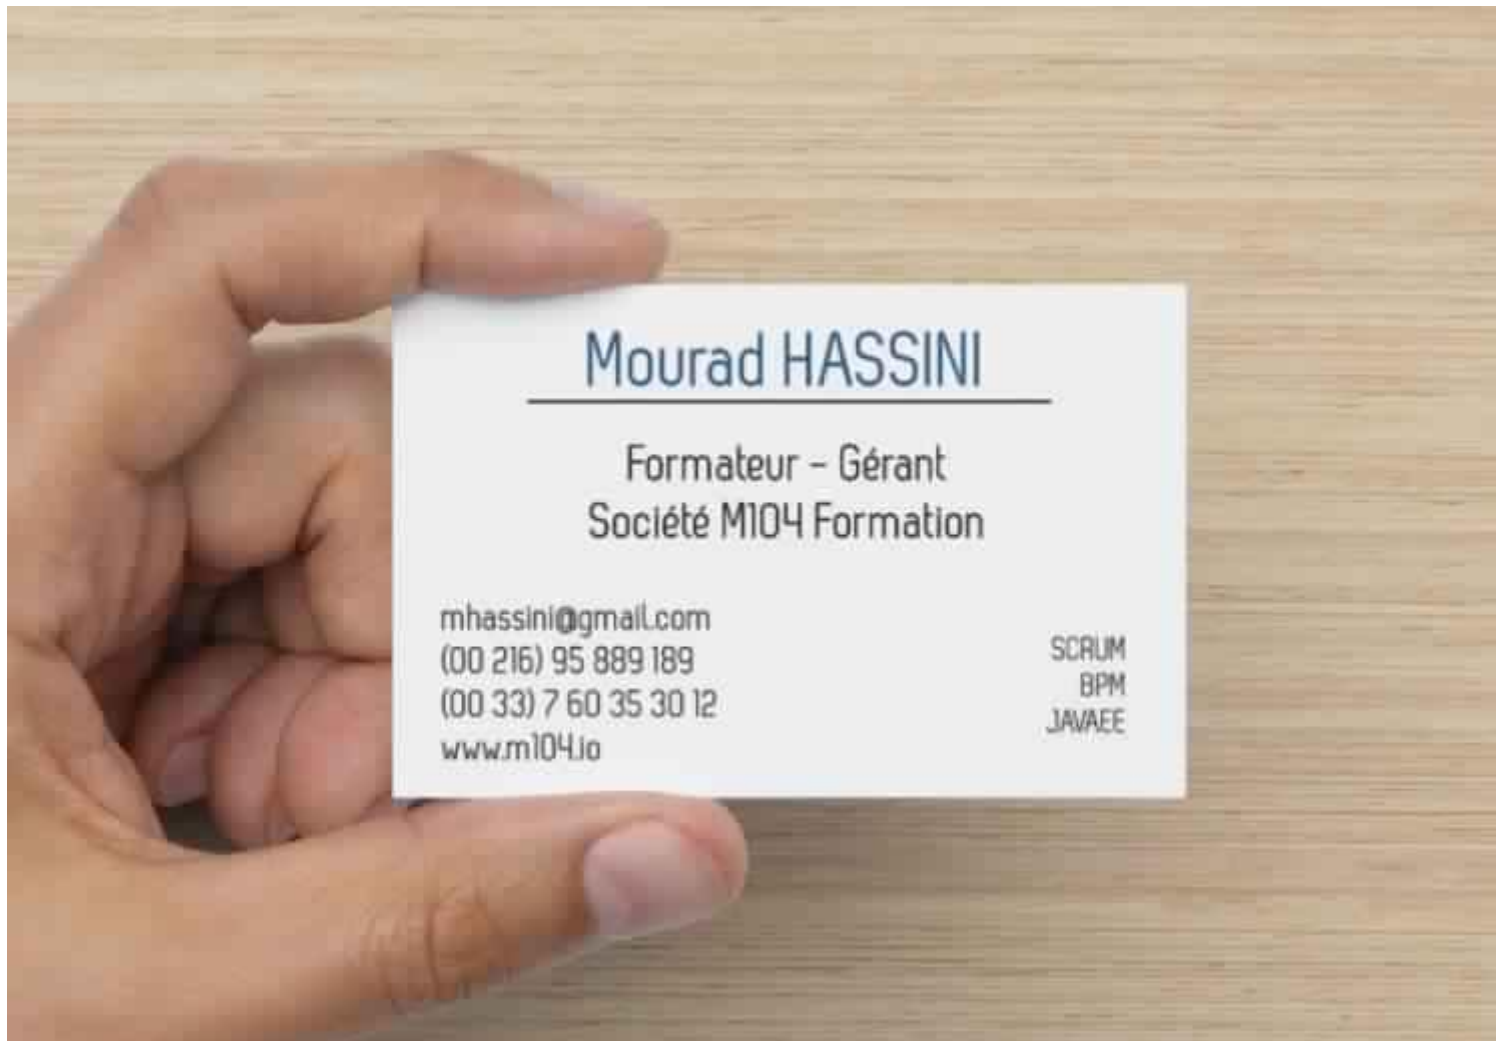 Mourad HASSINI
Formateur - Gérant
Société M104 Formation
mhassini@gmail.com
(00 216) 95 889 189
(00 33) 7 60 35 30 12
www.m104.io
SCRUM
BPM
JAVAEE